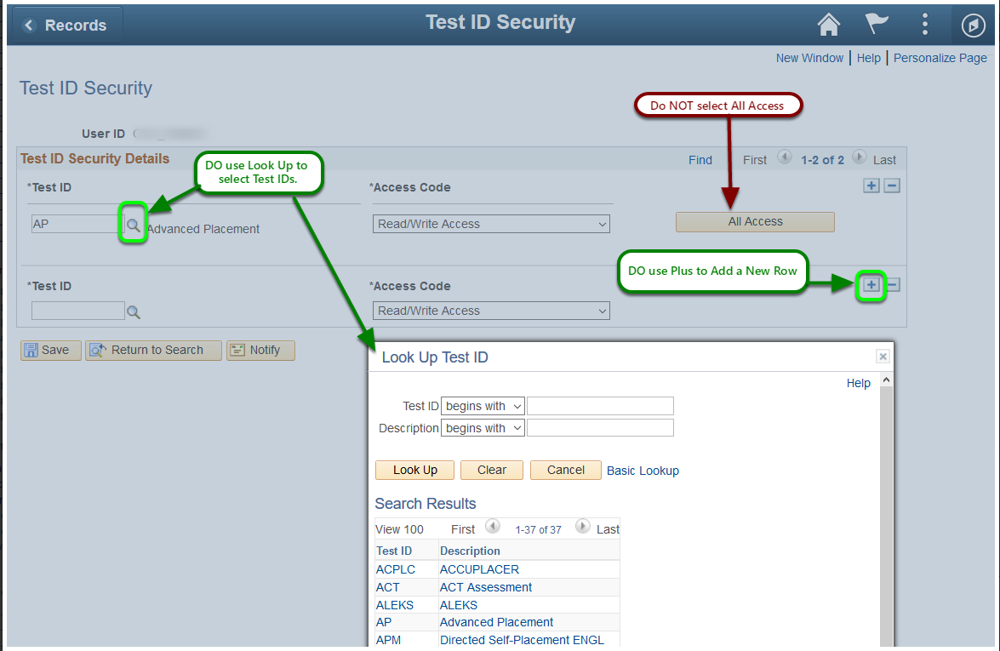 Records
Test ID Security
New Window | Help | Personalize Page
Test ID Security
Do NOT select All Access
User ID
Test ID Security Details
Find First 1-2 of 2 Last
DO use Look Up to
select Test IDs.
*Test ID *Access Code
AP Advanced Placement Read/Write Access All Access
DO use Plus to Add a New Row
*Test ID *Access Code
Read/Write Access
Save Return to Search Notify
Look Up Test ID
Help
Test ID begins with
Description begins with
Look Up Clear Cancel Basic Lookup
Search Results
View 100 First 1-37 of 37 Last
Test ID Description
ACPLC ACCUPLACER
ACT ACT Assessment
ALEKS ALEKS
AP Advanced Placement
APM Directed Self-Placement ENGL